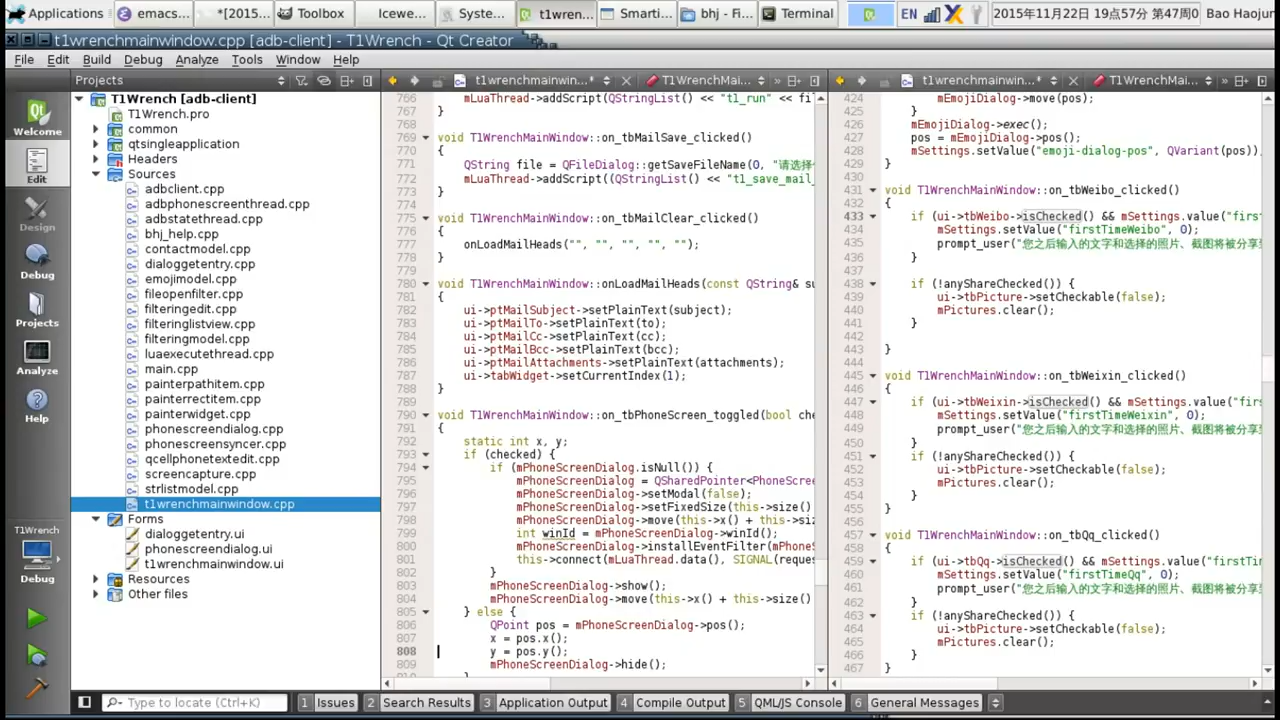 Applications
emacs...
*[2015...
Toolbox
Icewe...
Syste...
t1wren...
Smarti...
bhj - Fi...
Terminal
EN
2015年11月22日 19点57分 第47周0
Bao Haojun
t1wrenchmainwindow.cpp [adb-client] - T1Wrench - Qt Creator
File Edit Build Debug Analyze Tools Window Help
Projects
t1wrenchmainwin...*
T1WrenchMai...
t1wrenchmainwin...*
T1WrenchMai...
Welcome
Edit
Design
Debug
Projects
Analyze
Help
T1Wrench
Debug
T1Wrench [adb-client]
T1Wrench.pro
common
qtsingleapplication
Headers
Sources
adbclient.cpp
adbphonescreenthread.cpp
adbstatethread.cpp
bhj_help.cpp
contactmodel.cpp
dialoggetentry.cpp
emojimodel.cpp
fileopenfilter.cpp
filteringedit.cpp
filteringlistview.cpp
filteringmodel.cpp
luaexecutethread.cpp
main.cpp
painterpathitem.cpp
painterrectitem.cpp
painterwidget.cpp
phonescreendialog.cpp
phonescreensyncer.cpp
qcellphonetextedit.cpp
screencapture.cpp
strlistmodel.cpp
t1wrenchmainwindow.cpp
Forms
dialoggetentry.ui
phonescreendialog.ui
t1wrenchmainwindow.ui
Resources
Other files
766 mLuaThread->addScript(QStringList() << "t1_run" << fi
767 }
768
769 void T1WrenchMainWindow::on_tbMailSave_clicked()
770 {
771 QString file = QFileDialog::getSaveFileName(0, "请选择
772 mLuaThread->addScript((QStringList() << "t1_save_mail_
773 }
774
775 void T1WrenchMainWindow::on_tbMailClear_clicked()
776 {
777 onLoadMailHeads("", "", "", "", "");
778 }
779
780 void T1WrenchMainWindow::onLoadMailHeads(const QString& su
781 {
782 ui->ptMailSubject->setPlainText(subject);
783 ui->ptMailTo->setPlainText(to);
784 ui->ptMailCc->setPlainText(cc);
785 ui->ptMailBcc->setPlainText(bcc);
786 ui->ptMailAttachments->setPlainText(attachments);
787 ui->tabWidget->setCurrentIndex(1);
788 }
789
790 void T1WrenchMainWindow::on_tbPhoneScreen_toggled(bool che
791 {
792 static int x, y;
793 if (checked) {
794 if (mPhoneScreenDialog.isNull()) {
795 mPhoneScreenDialog = QSharedPointer<PhoneScre
796 mPhoneScreenDialog->setModal(false);
797 mPhoneScreenDialog->setFixedSize(this->size()
798 mPhoneScreenDialog->move(this->x() + this->siz
799 int winId = mPhoneScreenDialog->winId();
800 mPhoneScreenDialog->installEventFilter(mPhoneS
801 this->connect(mLuaThread.data(), SIGNAL(reque
802 }
803 mPhoneScreenDialog->show();
804 mPhoneScreenDialog->move(this->x() + this->size()
805 } else {
806 QPoint pos = mPhoneScreenDialog->pos();
807 x = pos.x();
808 y = pos.y();
809 mPhoneScreenDialog->hide();
424 mEmojiDialog->move(pos);
425 }
426 mEmojiDialog->exec();
427 pos = mEmojiDialog->pos();
428 mSettings.setValue("emoji-dialog-pos", QVariant(pos))
429 }
430
431 void T1WrenchMainWindow::on_tbWeibo_clicked()
432 {
433 if (ui->tbWeibo->isChecked() && mSettings.value("firs
434 mSettings.setValue("firstTimeWeibo", 0);
435 prompt_user("您之后输入的文字和选择的照片、截图将被分享
436 }
437
438 if (!anyShareChecked()) {
439 ui->tbPicture->setCheckable(false);
440 mPictures.clear();
441 }
442
443 }
444
445 void T1WrenchMainWindow::on_tbWeixin_clicked()
446 {
447 if (ui->tbWeixin->isChecked() && mSettings.value("firs
448 mSettings.setValue("firstTimeWeixin", 0);
449 prompt_user("您之后输入的文字和选择的照片、截图将被分享
450 }
451 if (!anyShareChecked()) {
452 ui->tbPicture->setCheckable(false);
453 mPictures.clear();
454 }
455 }
456
457 void T1WrenchMainWindow::on_tbQq_clicked()
458 {
459 if (ui->tbQq->isChecked() && mSettings.value("firstTim
460 mSettings.setValue("firstTimeQq", 0);
461 prompt_user("您之后输入的文字和选择的照片、截图将被分享
462 }
463 if (!anyShareChecked()) {
464 ui->tbPicture->setCheckable(false);
465 mPictures.clear();
466 }
467 }
Type to locate (Ctrl+K)
1 Issues
2 Search Results
3 Application Output
4 Compile Output
5 QML/JS Console
6 General Messages